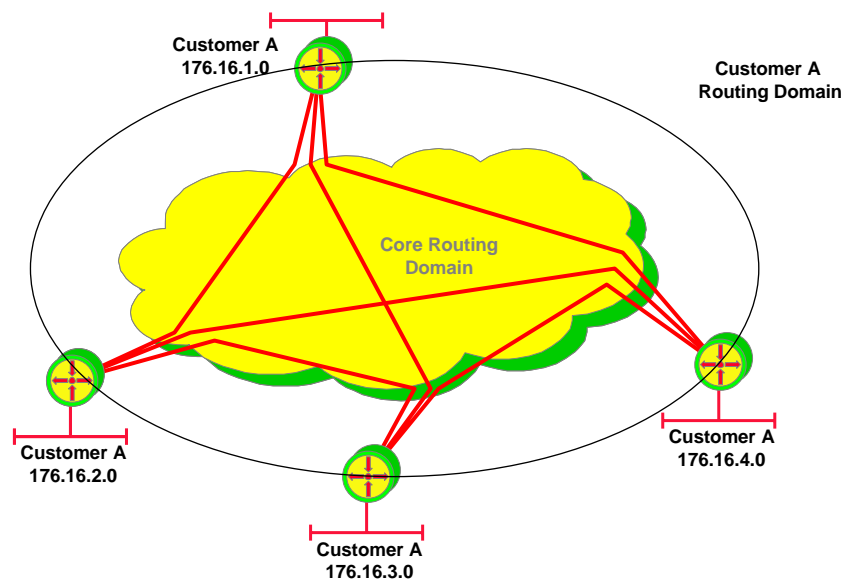 Customer A
176.16.1.0
Customer A
Routing Domain
Core Routing
Domain
Customer A
176.16.2.0
Customer A
176.16.4.0
Customer A
176.16.3.0